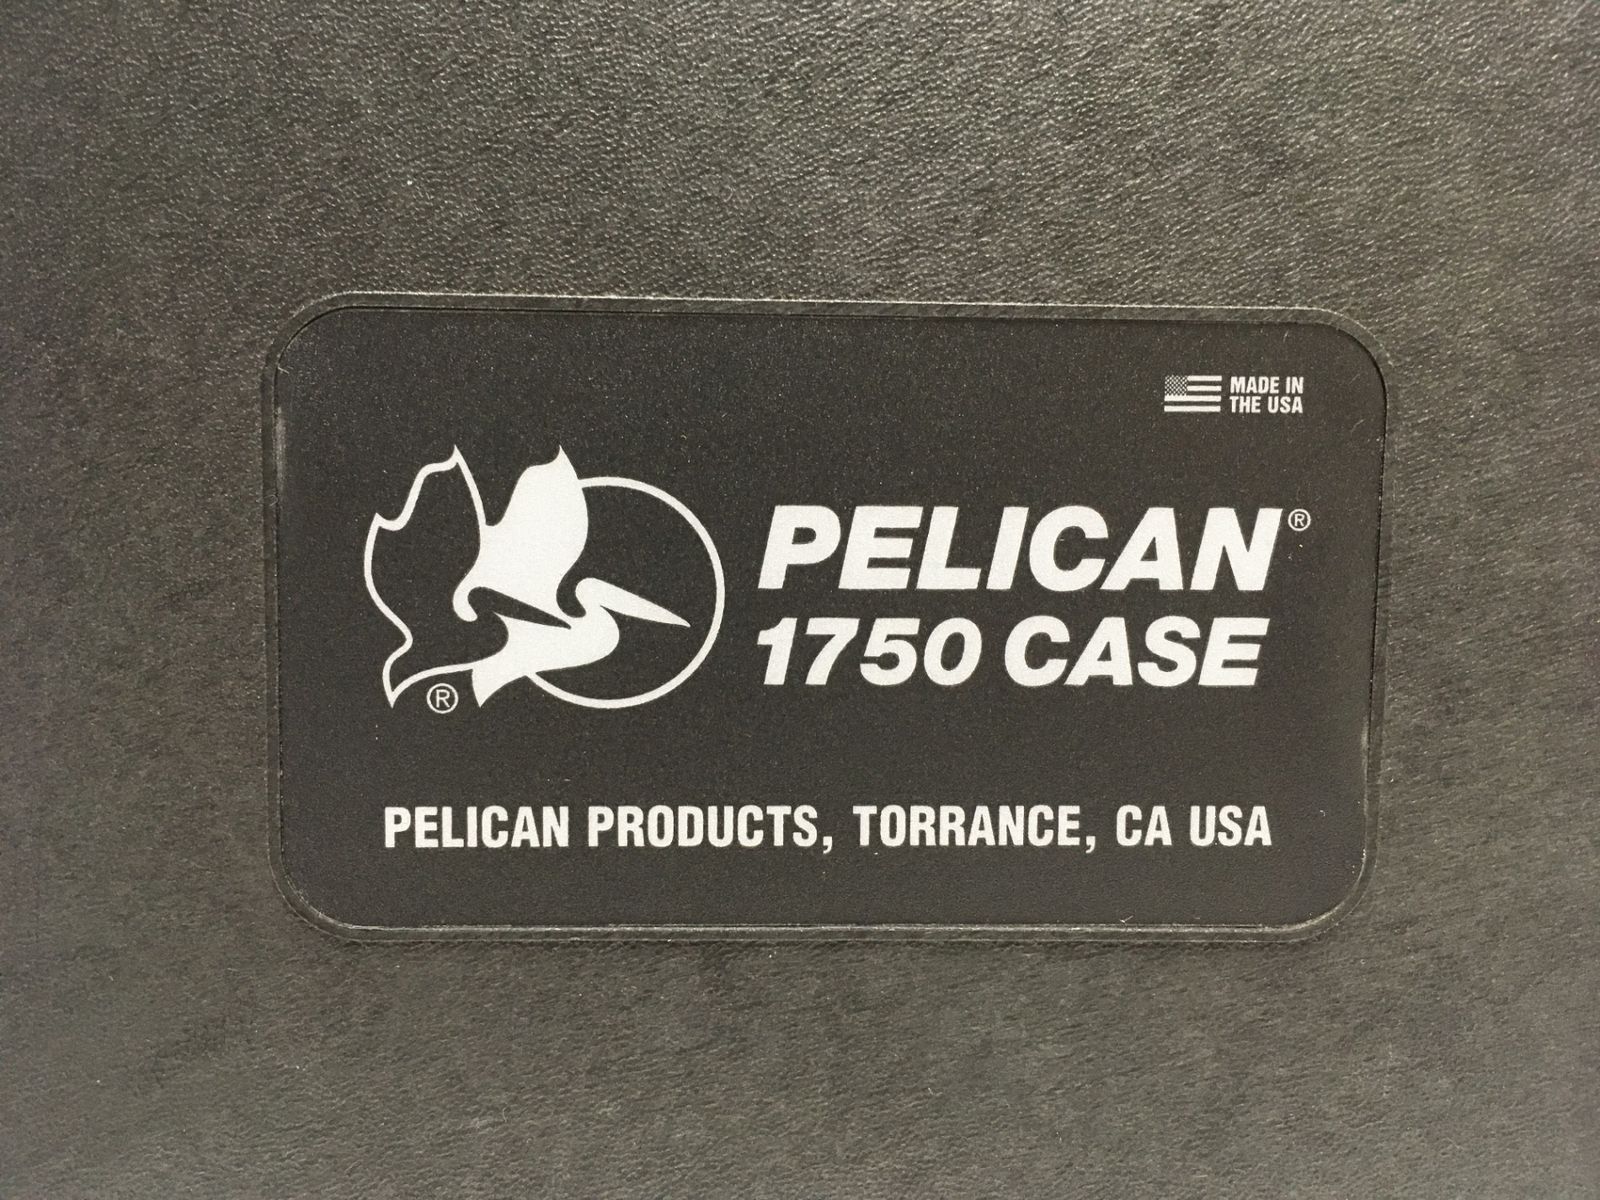 MADE IN
THE USA
PELICAN®
1750 CASE
®
PELICAN PRODUCTS, TORRANCE, CA USA